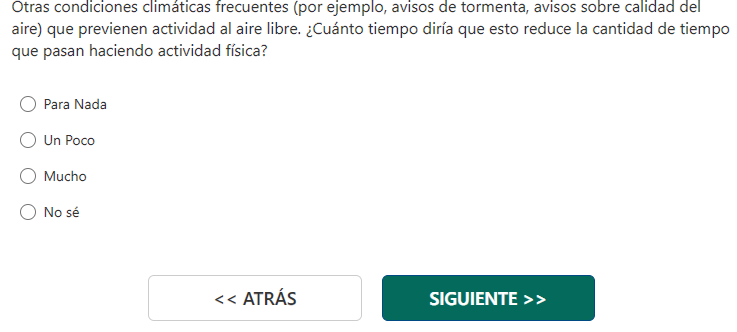 Otras condiciones climáticas frecuentes (por ejemplo, avisos de tormenta, avisos sobre calidad del
aire) que previenen actividad al aire libre. ¿Cuánto tiempo diría que esto reduce la cantidad de tiempo
que pasan haciendo actividad física?
Para Nada
Un Poco
Mucho
No sé
<< ATRÁS
SIGUIENTE >>